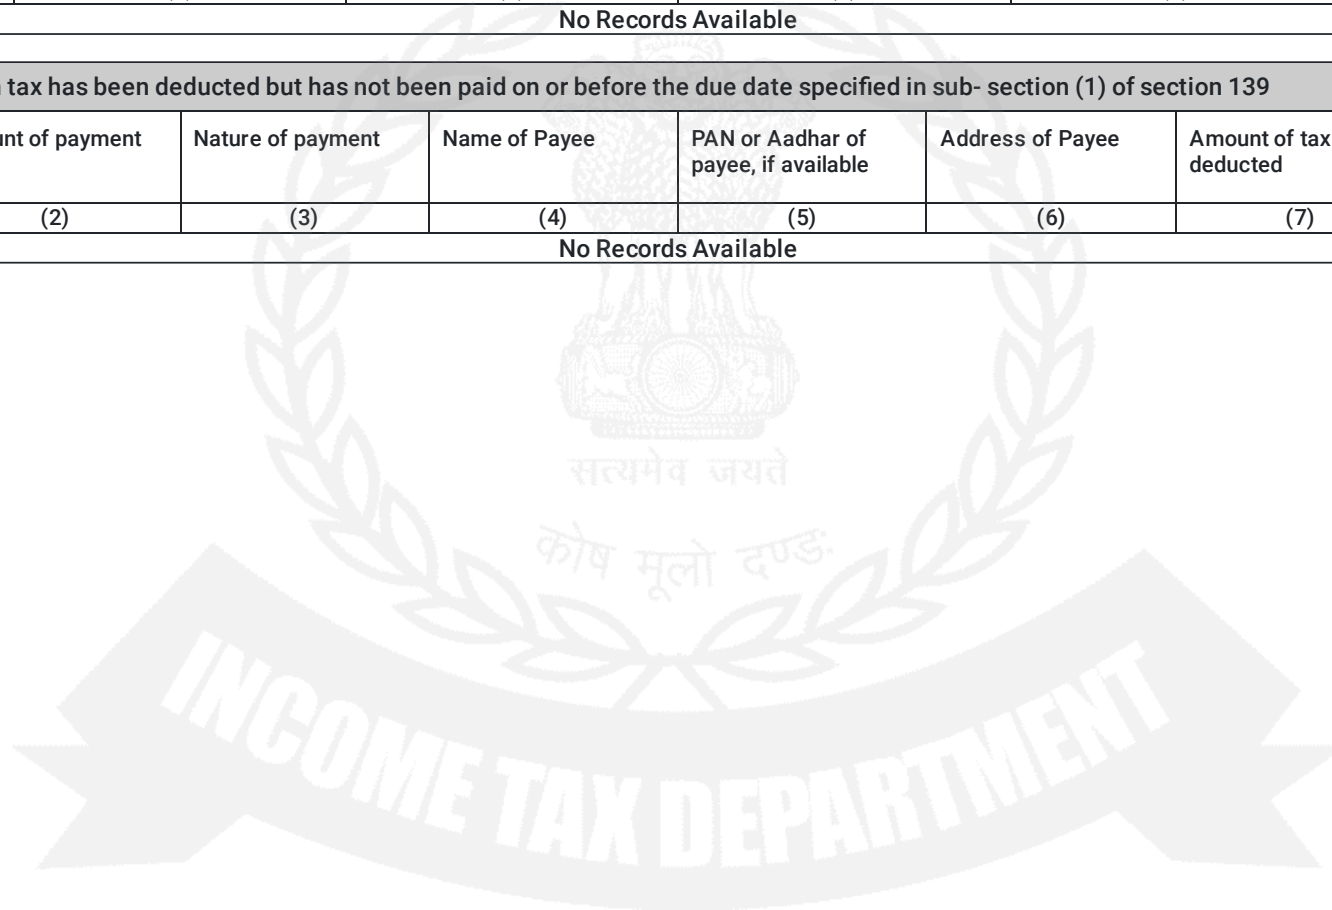 No Records Available
tax has been deducted but has not been paid on or before the due date specified in sub- section (1) of section 139
of payment Nature of payment Name of Payee PAN or Aadhar of payee, if available Address of Payee Amount of tax deducted
(2) (3) (4) (5) (6) (7)
No Records Available
सत्यमेव जयते
कोष मूलो दण्ड:
INCOME TAX DEPARTMENT